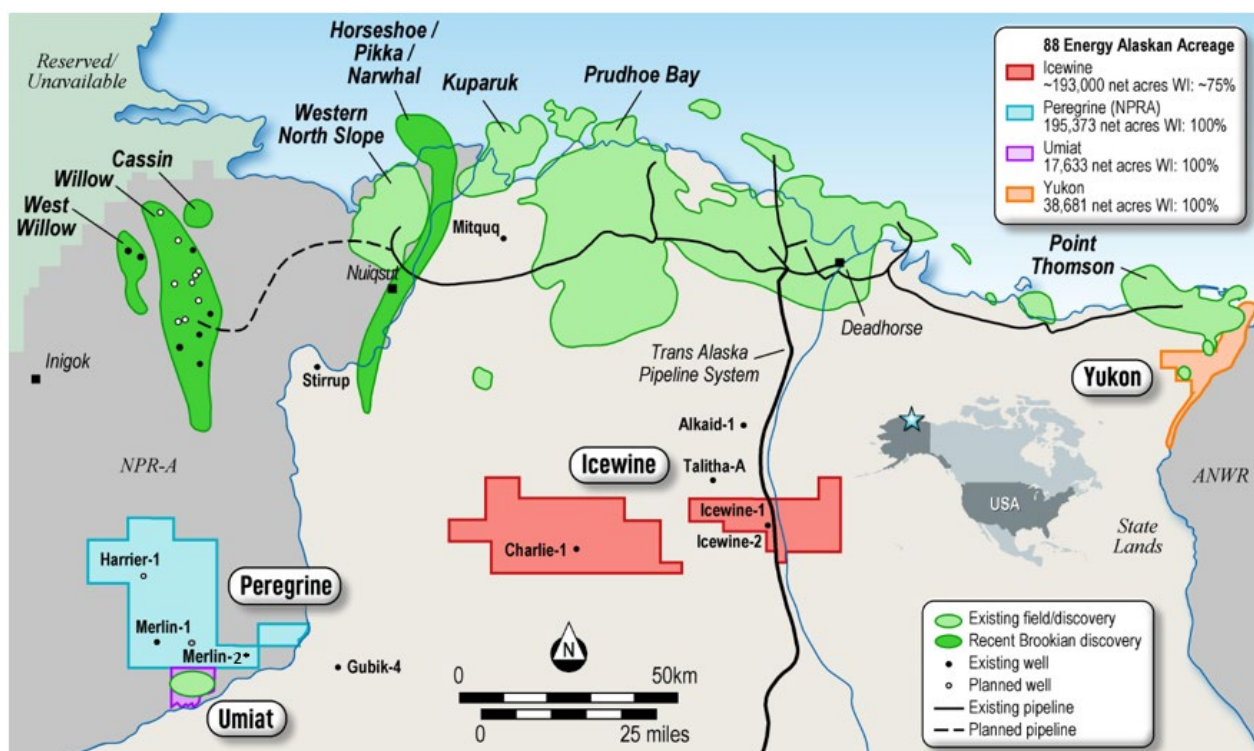 Reserved/
Unavailable
Horseshoe /
Pikka /
Narwhal
Western
North Slope
Kuparuk
Prudhoe Bay
Cassin
Willow
West
Willow
Mitquq
Nuiqsut
Deadhorse
Point
Thomson
88 Energy Alaskan Acreage
Icewine
~193,000 net acres WI: ~75%
Peregrine (NPRA)
195,373 net acres WI: 100%
Umiat
17,633 net acres WI: 100%
Yukon
38,681 net acres WI: 100%
Inigok
Stirrup
Trans Alaska
Pipeline System
Yukon
Alkaid-1
NPR-A
Icewine
Talitha-A
Icewine-1
Icewine-2
Charlie-1
USA
ANWR
State
Lands
Harrier-1
Peregrine
Merlin-1
Merlin-2
Gubik-4
Umiat
N
0 50km
0 25 miles
Existing field/discovery
Recent Brookian discovery
Existing well
Planned well
Existing pipeline
Planned pipeline